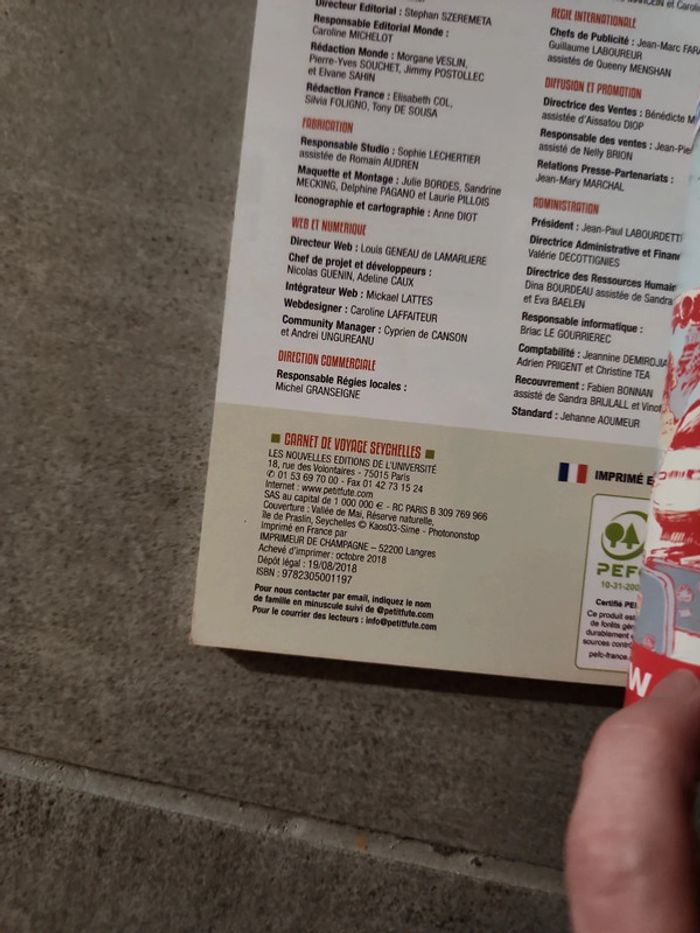 Directeur Editorial : Stephan SZEREMETA
Responsable Editorial Monde :
Caroline MICHELOT
Rédaction Monde : Morgane VESLIN,
Pierre-Yves SOUCHET, Jimmy POSTOLLEC
et Elvane SAHIN
Rédaction France : Elisabeth COL,
Silvia FOLIGNO, Tony DE SOUSA
FABRICATION
Responsable Studio : Sophie LECHERTIER
assistée de Romain AUDREN
Maquette et Montage : Julie BORDES, Sandrine
MECKING, Delphine PAGANO et Laurie PILLOIS
Iconographie et cartographie : Anne DIOT
WEB ET NUMERIQUE
Directeur Web : Louis GENEAU de LAMARLIERE
Chef de projet et développeurs :
Nicolas GUENIN, Adeline CAUX
Intégrateur Web : Mickael LATTES
Webdesigner : Caroline LAFFAITEUR
Community Manager : Cyprien de CANSON
et Andrei UNGUREANU
DIRECTION COMMERCIALE
Responsable Régies locales :
Michel GRANSEIGNE
REGIE INTERNATIONALE
Chefs de Publicité : Jean-Marc
Guillaume LABOUREUR
assistés de Queeny MENSHAN
DIFFUSION ET PROMOTION
Directrice des Ventes : Bénédicte
assistée d'Aissatou DIOP
Responsable des ventes :
assisté de Nelly BRION
Relations Presse-Partenariats :
Jean-Mary MARCHAL
ADMINISTRATION
Président : Jean-Paul
Directrice Administrative et
Valérie DECOTTIGNIES
Directrice des Ressources
Dina BOURDEAU assistée de Sandra
et Eva BAELEN
Responsable informatique :
Briac LE GOURRIEREC
Comptabilité : Jeannine
Adrien PRIGENT et Christine TEA
Recouvrement : Fabien BONNAN
assisté de Sandra BRIJLALL et
Standard : Jehanne AOUMEUR
CARNET DE VOYAGE SEYCHELLES
LES NOUVELLES EDITIONS DE L'UNIVERSITÉ
18, rue des Volontaires - 75015 Paris
✆ 01 53 69 70 00 - Fax 01 42 73 15 24
Internet : www.petitfute.com
SAS au capital de 1 000 000 € - RC PARIS B 309 769 966
Couverture : Vallée de Mai, Réserve naturelle,
île de Praslin, Seychelles © Kaos03-Sime - Photononstop
Imprimé en France par
IMPRIMEUR DE CHAMPAGNE – 52200 Langres
Achevé d'imprimer : octobre 2018
Dépôt légal : 19/08/2018
ISBN : 9782305001197
Pour nous contacter par email, indiquez le nom
de famille en minuscule suivi de @petitfute.com
Pour le courrier des lecteurs : info@petitfute.com
IMPRIMÉ
PEFC
Certifié
Ce produit est
de forêts
durablement
sources
pefc-france
W